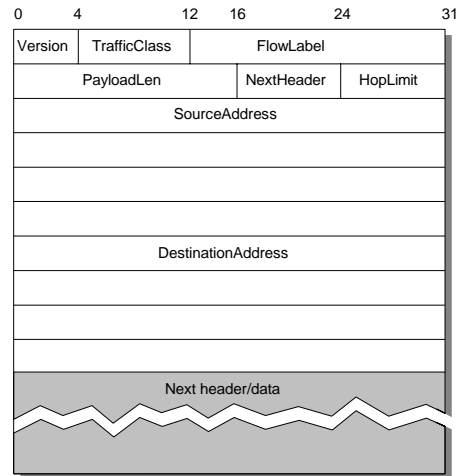 0 4 12 16 24 31
Version TrafficClass FlowLabel
PayloadLen NextHeader HopLimit
SourceAddress
DestinationAddress
Next header/data